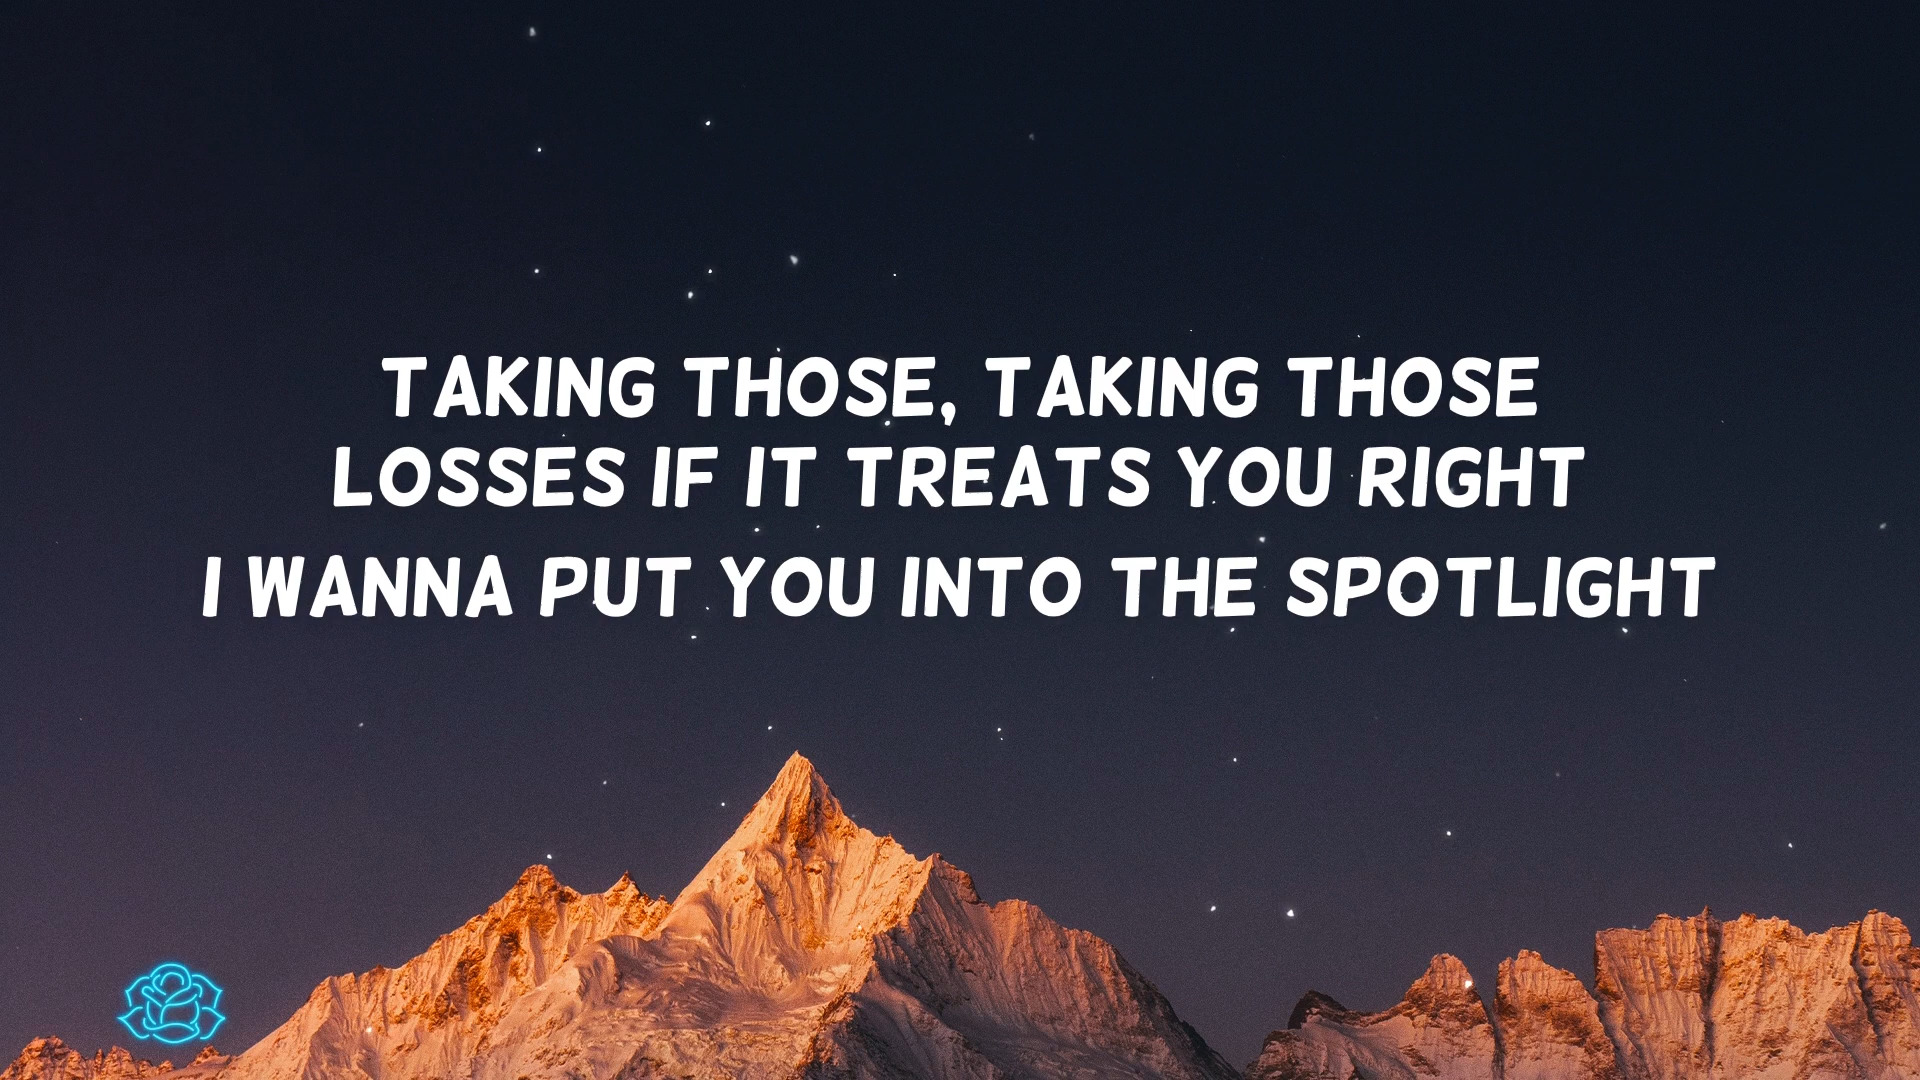 TAKING THOSE, TAKING THOSE
LOSSES IF IT TREATS YOU RIGHT
I WANNA PUT YOU INTO THE SPOTLIGHT